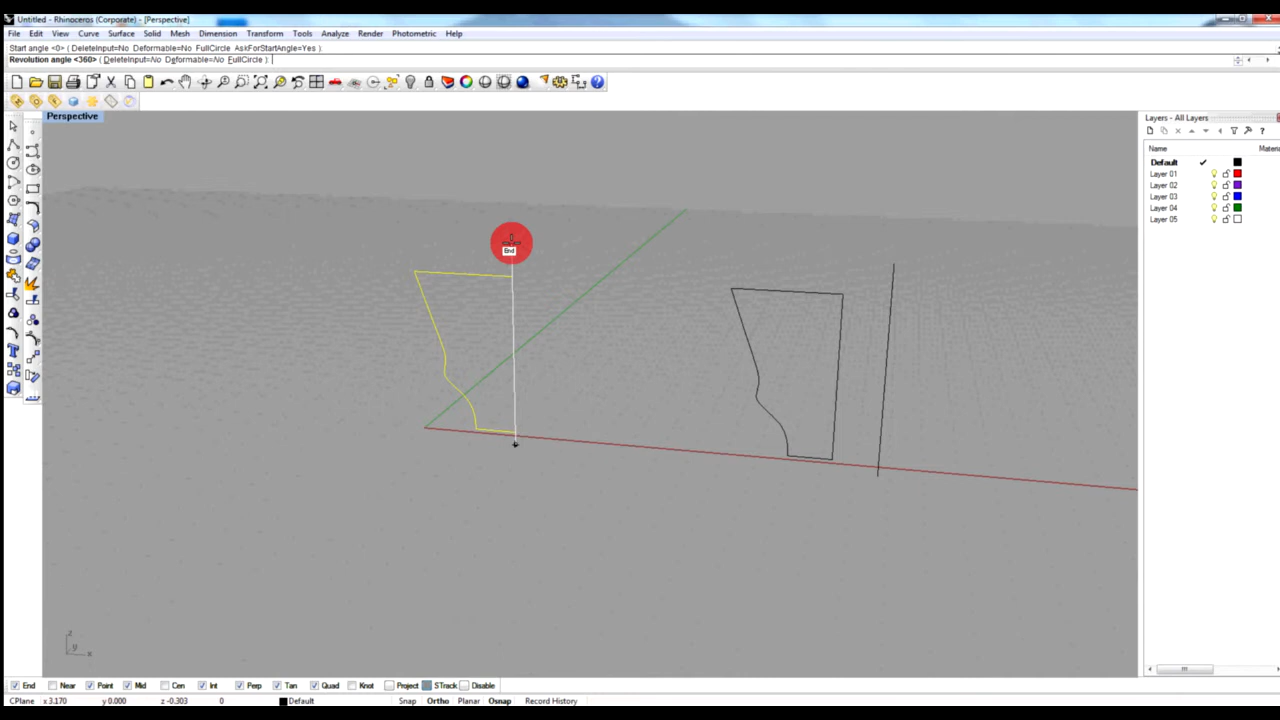 Untitled - Rhinoceros (Corporate) - [Perspective]
File Edit View Curve Surface Solid Mesh Dimension Transform Tools Analyze Render Photometric Help
Start angle <0> ( DeleteInput=No Deformable=No FullCircle AskForStartAngle=Yes )
Revolution angle <360> ( DeleteInput=No Deformable=No FullCircle )
Perspective
Layers - All Layers
Name Materi
Default
Layer 01
Layer 02
Layer 03
Layer 04
Layer 05
End
z
y
x
End Near Point Mid Cen Int Perp Tan Quad Knot Project STrack Disable
CPlane x 3.170 y 0.000 z -0.303 0 Default Snap Ortho Planar Osnap Record History